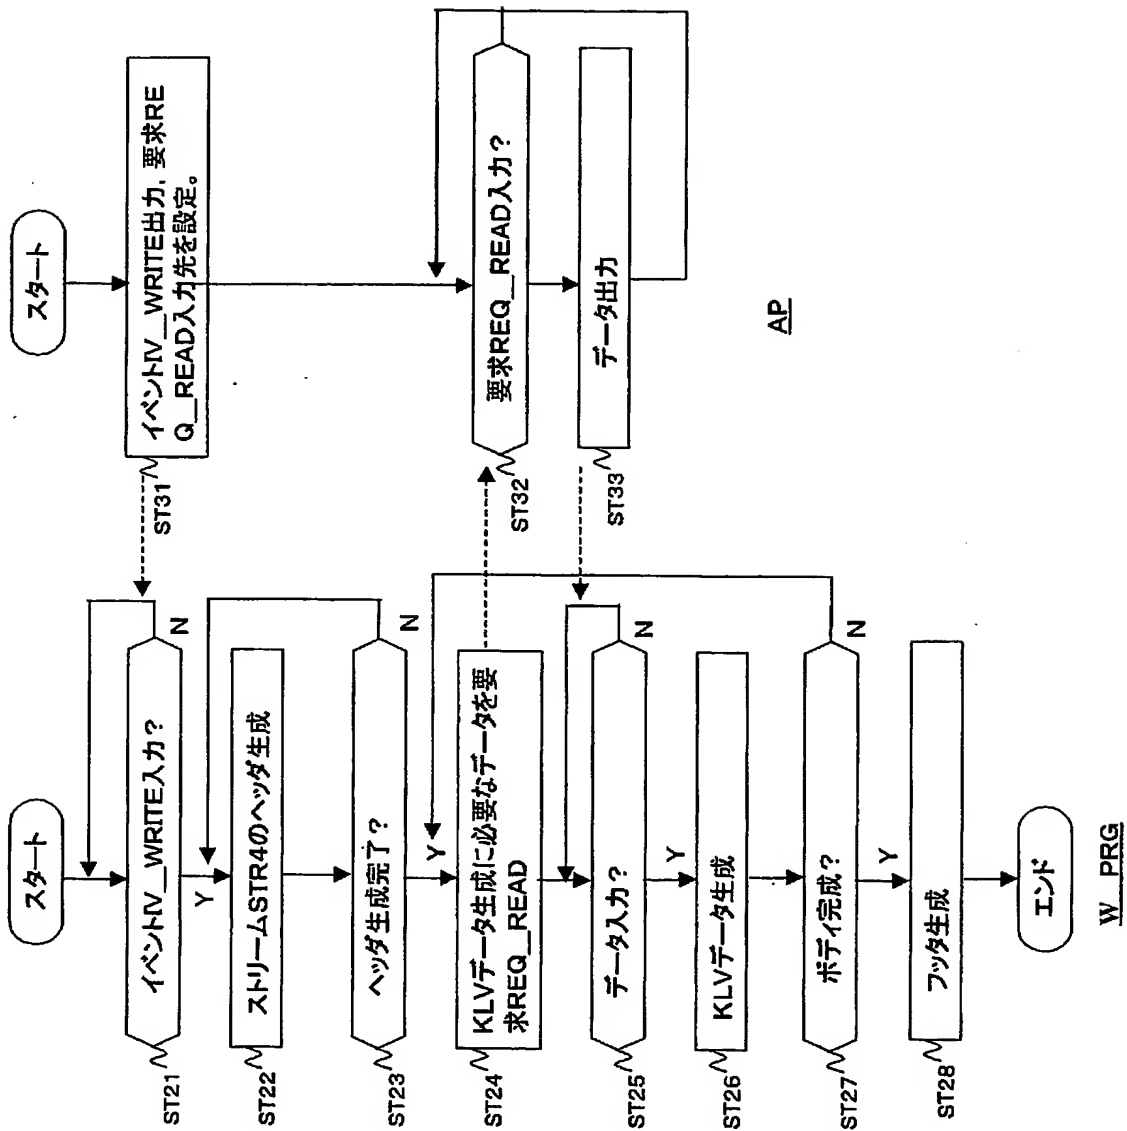 スタート
イベントIV__WRITE入力?
N
Y
ST21
ストリームSTR4のヘッダ生成
ST22
ヘッダ生成完了?
N
Y
ST23
KLVデータ生成に必要なデータを要
求REQ__READ
ST24
データ入力?
N
Y
ST25
KLVデータ生成
ST26
ボディ完成?
N
Y
ST27
フッタ生成
ST28
エンド
W__PRG
スタート
イベントIV__WRITE出力, 要求RE
Q__READ入力先を設定。
ST31
要求REQ__READ入力?
ST32
データ出力
ST33
AP